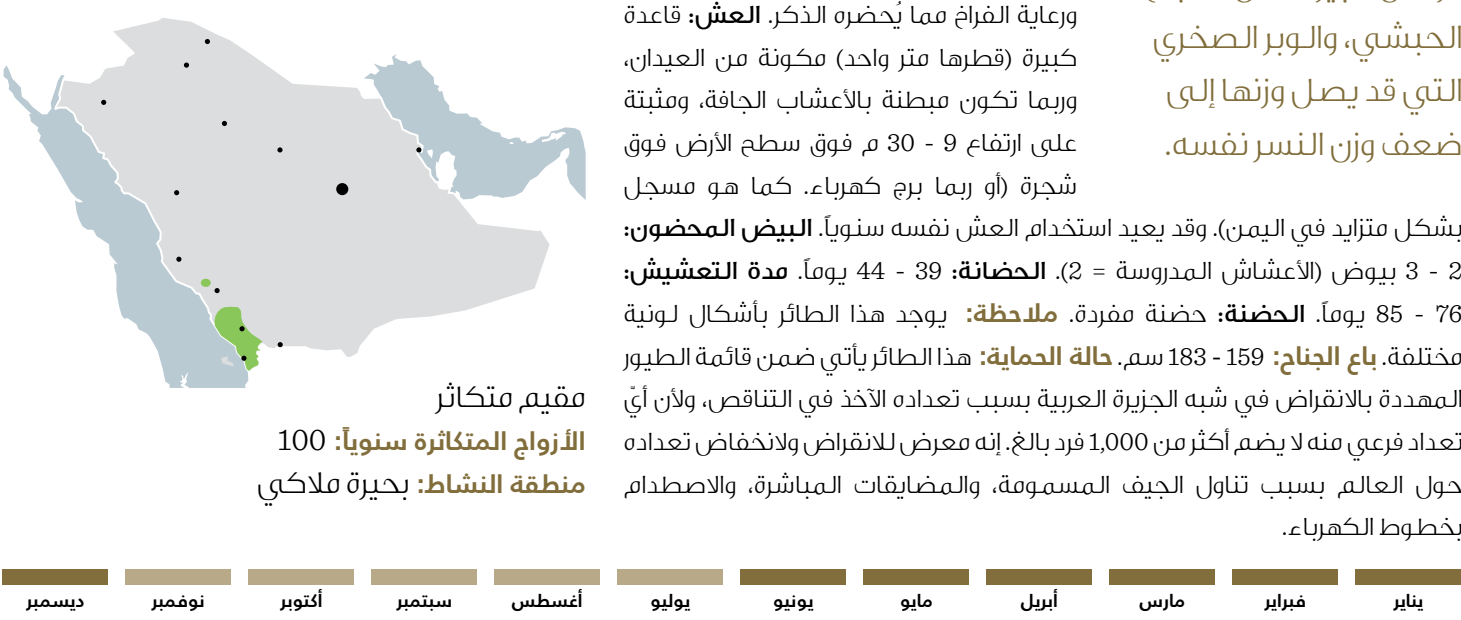 الحبشي، والوبر الصخري
التي قد يصل وزنها إلى
ضعف وزن النسر نفسه.
ورعاية الفراخ مما يُحضره الذكر. العش: قاعدة
كبيرة (قطرها متر واحد) مكونة من العيدان،
وربما تكون مبطنة بالأعشاب الجافة، ومثبتة
على ارتفاع 9 - 30 م فوق سطح الأرض فوق
شجرة (أو ربما برج كهرباء. كما هو مسجل
بشكل متزايد في اليمن). وقد يعيد استخدام العش نفسه سنوياً. البيض المحضون:
2 - 3 بيوض (الأعشاش المدروسة = 2). الحضانة: 39 - 44 يوماً. مدة التعشيش:
76 - 85 يوماً. الحضنة: حضنة مفردة. ملاحظة: يوجد هذا الطائر بأشكال لونية
مختلفة. باع الجناح: 159 - 183 سم. حالة الحماية: هذا الطائر يأتي ضمن قائمة الطيور
المهددة بالانقراض في شبه الجزيرة العربية بسبب تعداده الآخذ في التناقص، ولأن أيّ
تعداد فرعي منه لا يضم أكثر من 1,000 فرد بالغ. إنه معرض للانقراض ولانخفاض تعداده
حول العالم بسبب تناول الجيف المسمومة، والمضايقات المباشرة، والاصطدام
بخطوط الكهرباء.
مقيم متكاثر
الأزواج المتكاثرة سنوياً: 100
منطقة النشاط: بحيرة ملاكي
يناير فبراير مارس أبريل مايو يونيو يوليو أغسطس سبتمبر أكتوبر نوفمبر ديسمبر